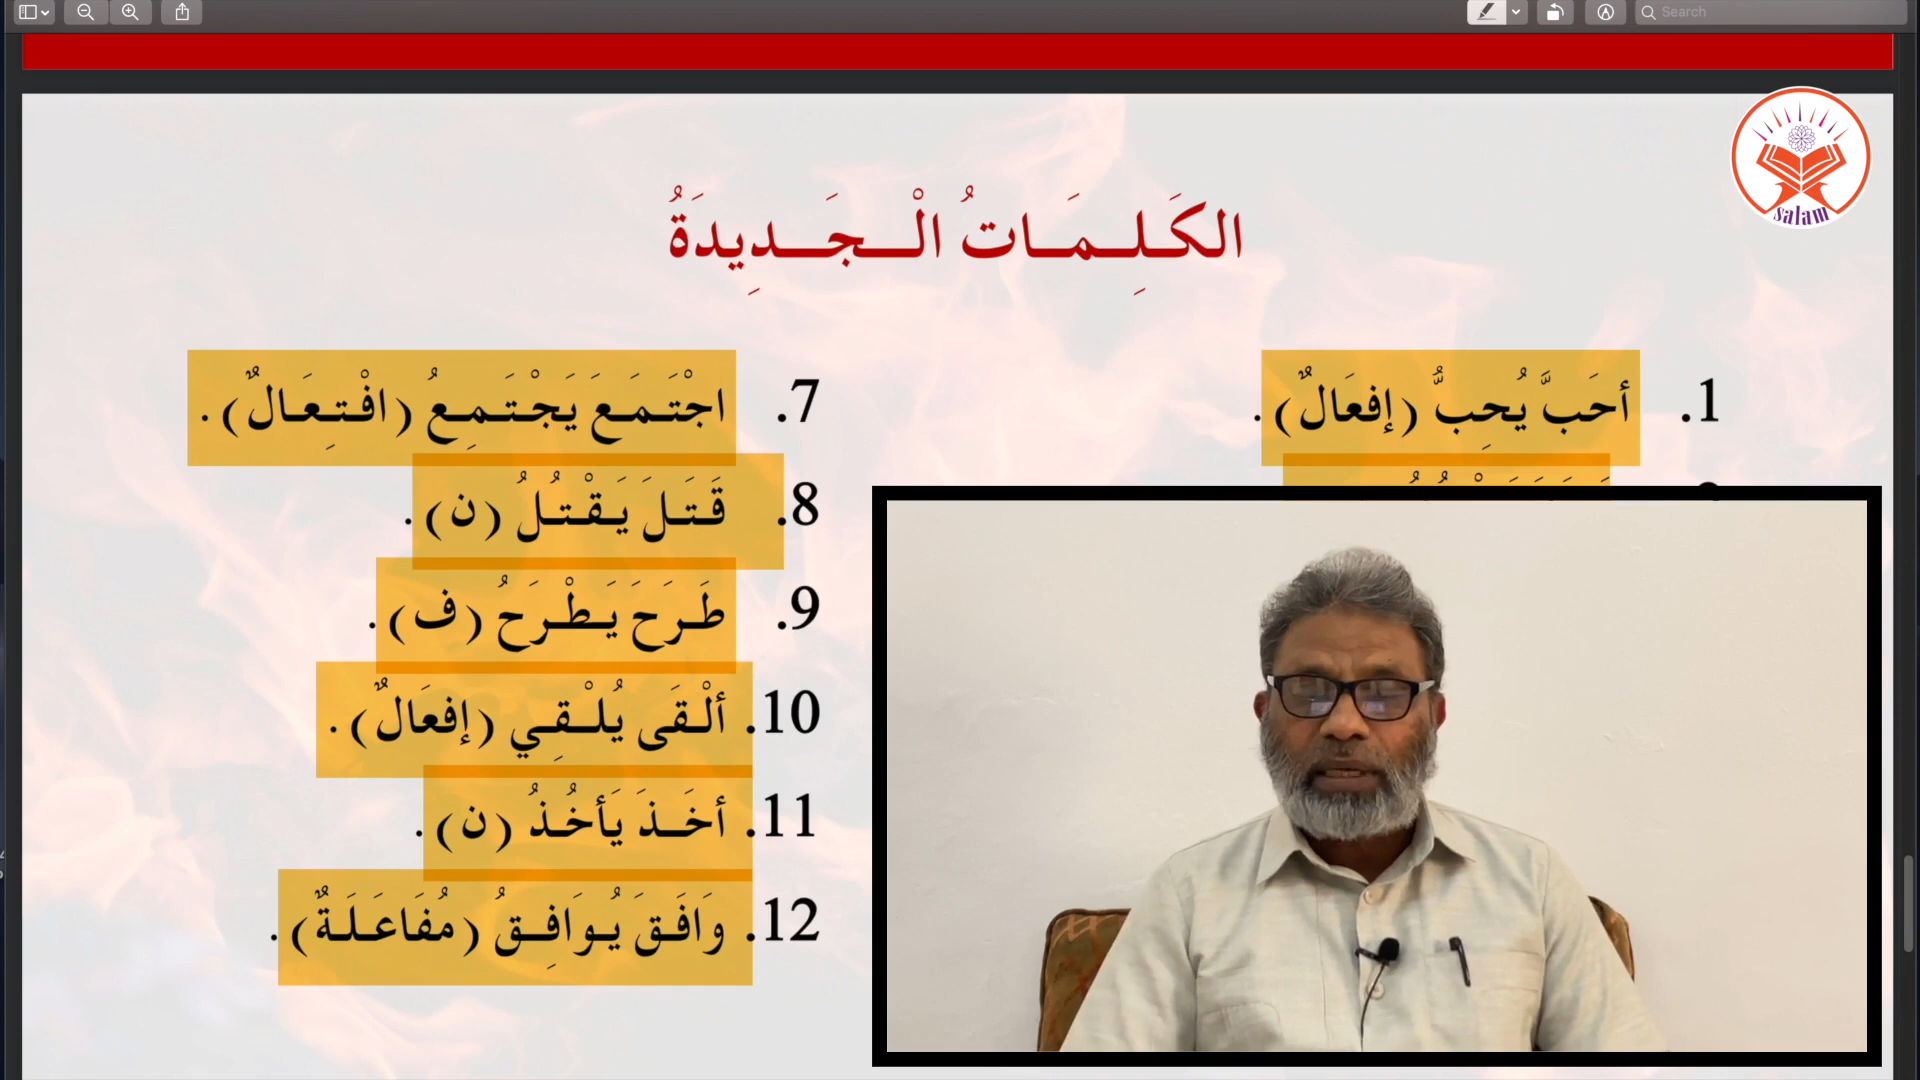 Search
salam
الكَلِمَاتُ الْجَدِيدَةُ
1. أحَبَّ يُحِبُّ (إفعَالٌ).
7. اجْتَمَعَ يَجْتَمِعُ (افْتِعَالٌ).
8. قَتَلَ يَقْتُلُ (ن).
9. طَرَحَ يَطْرَحُ (ف).
10. ألْقَى يُلْقِي (إفعَالٌ).
11. أخَذَ يَأخُذُ (ن).
12. وَافَقَ يُوَافِقُ (مُفَاعَلَةٌ).